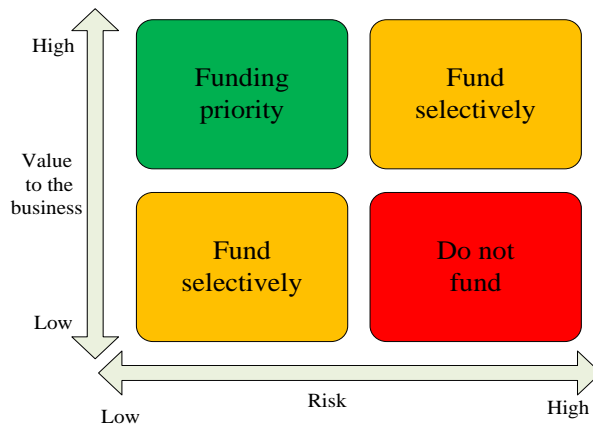 High
Funding
priority
Fund
selectively
Value
to the
business
Fund
selectively
Do not
fund
Low
Risk
Low
High